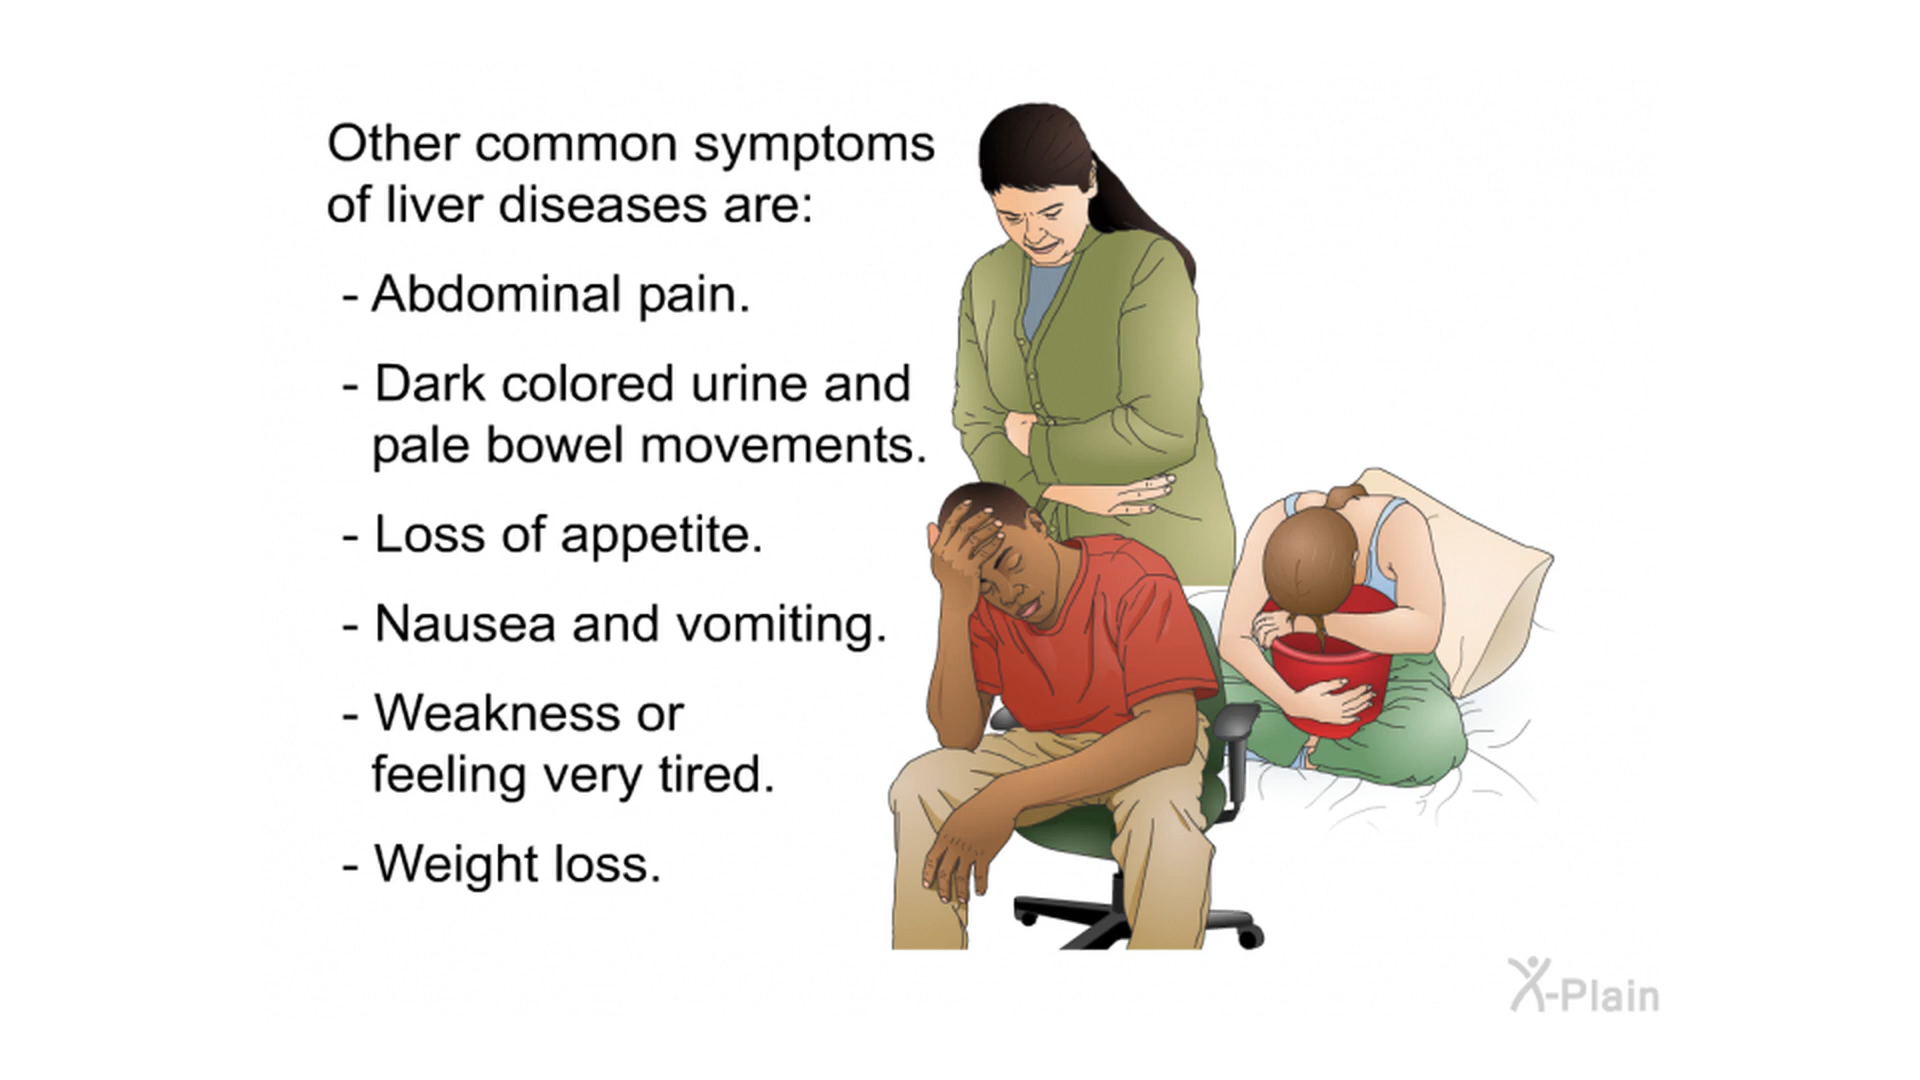 Other common symptoms
of liver diseases are:
- Abdominal pain.
- Dark colored urine and
pale bowel movements.
- Loss of appetite.
- Nausea and vomiting.
- Weakness or
feeling very tired.
- Weight loss.
X-Plain